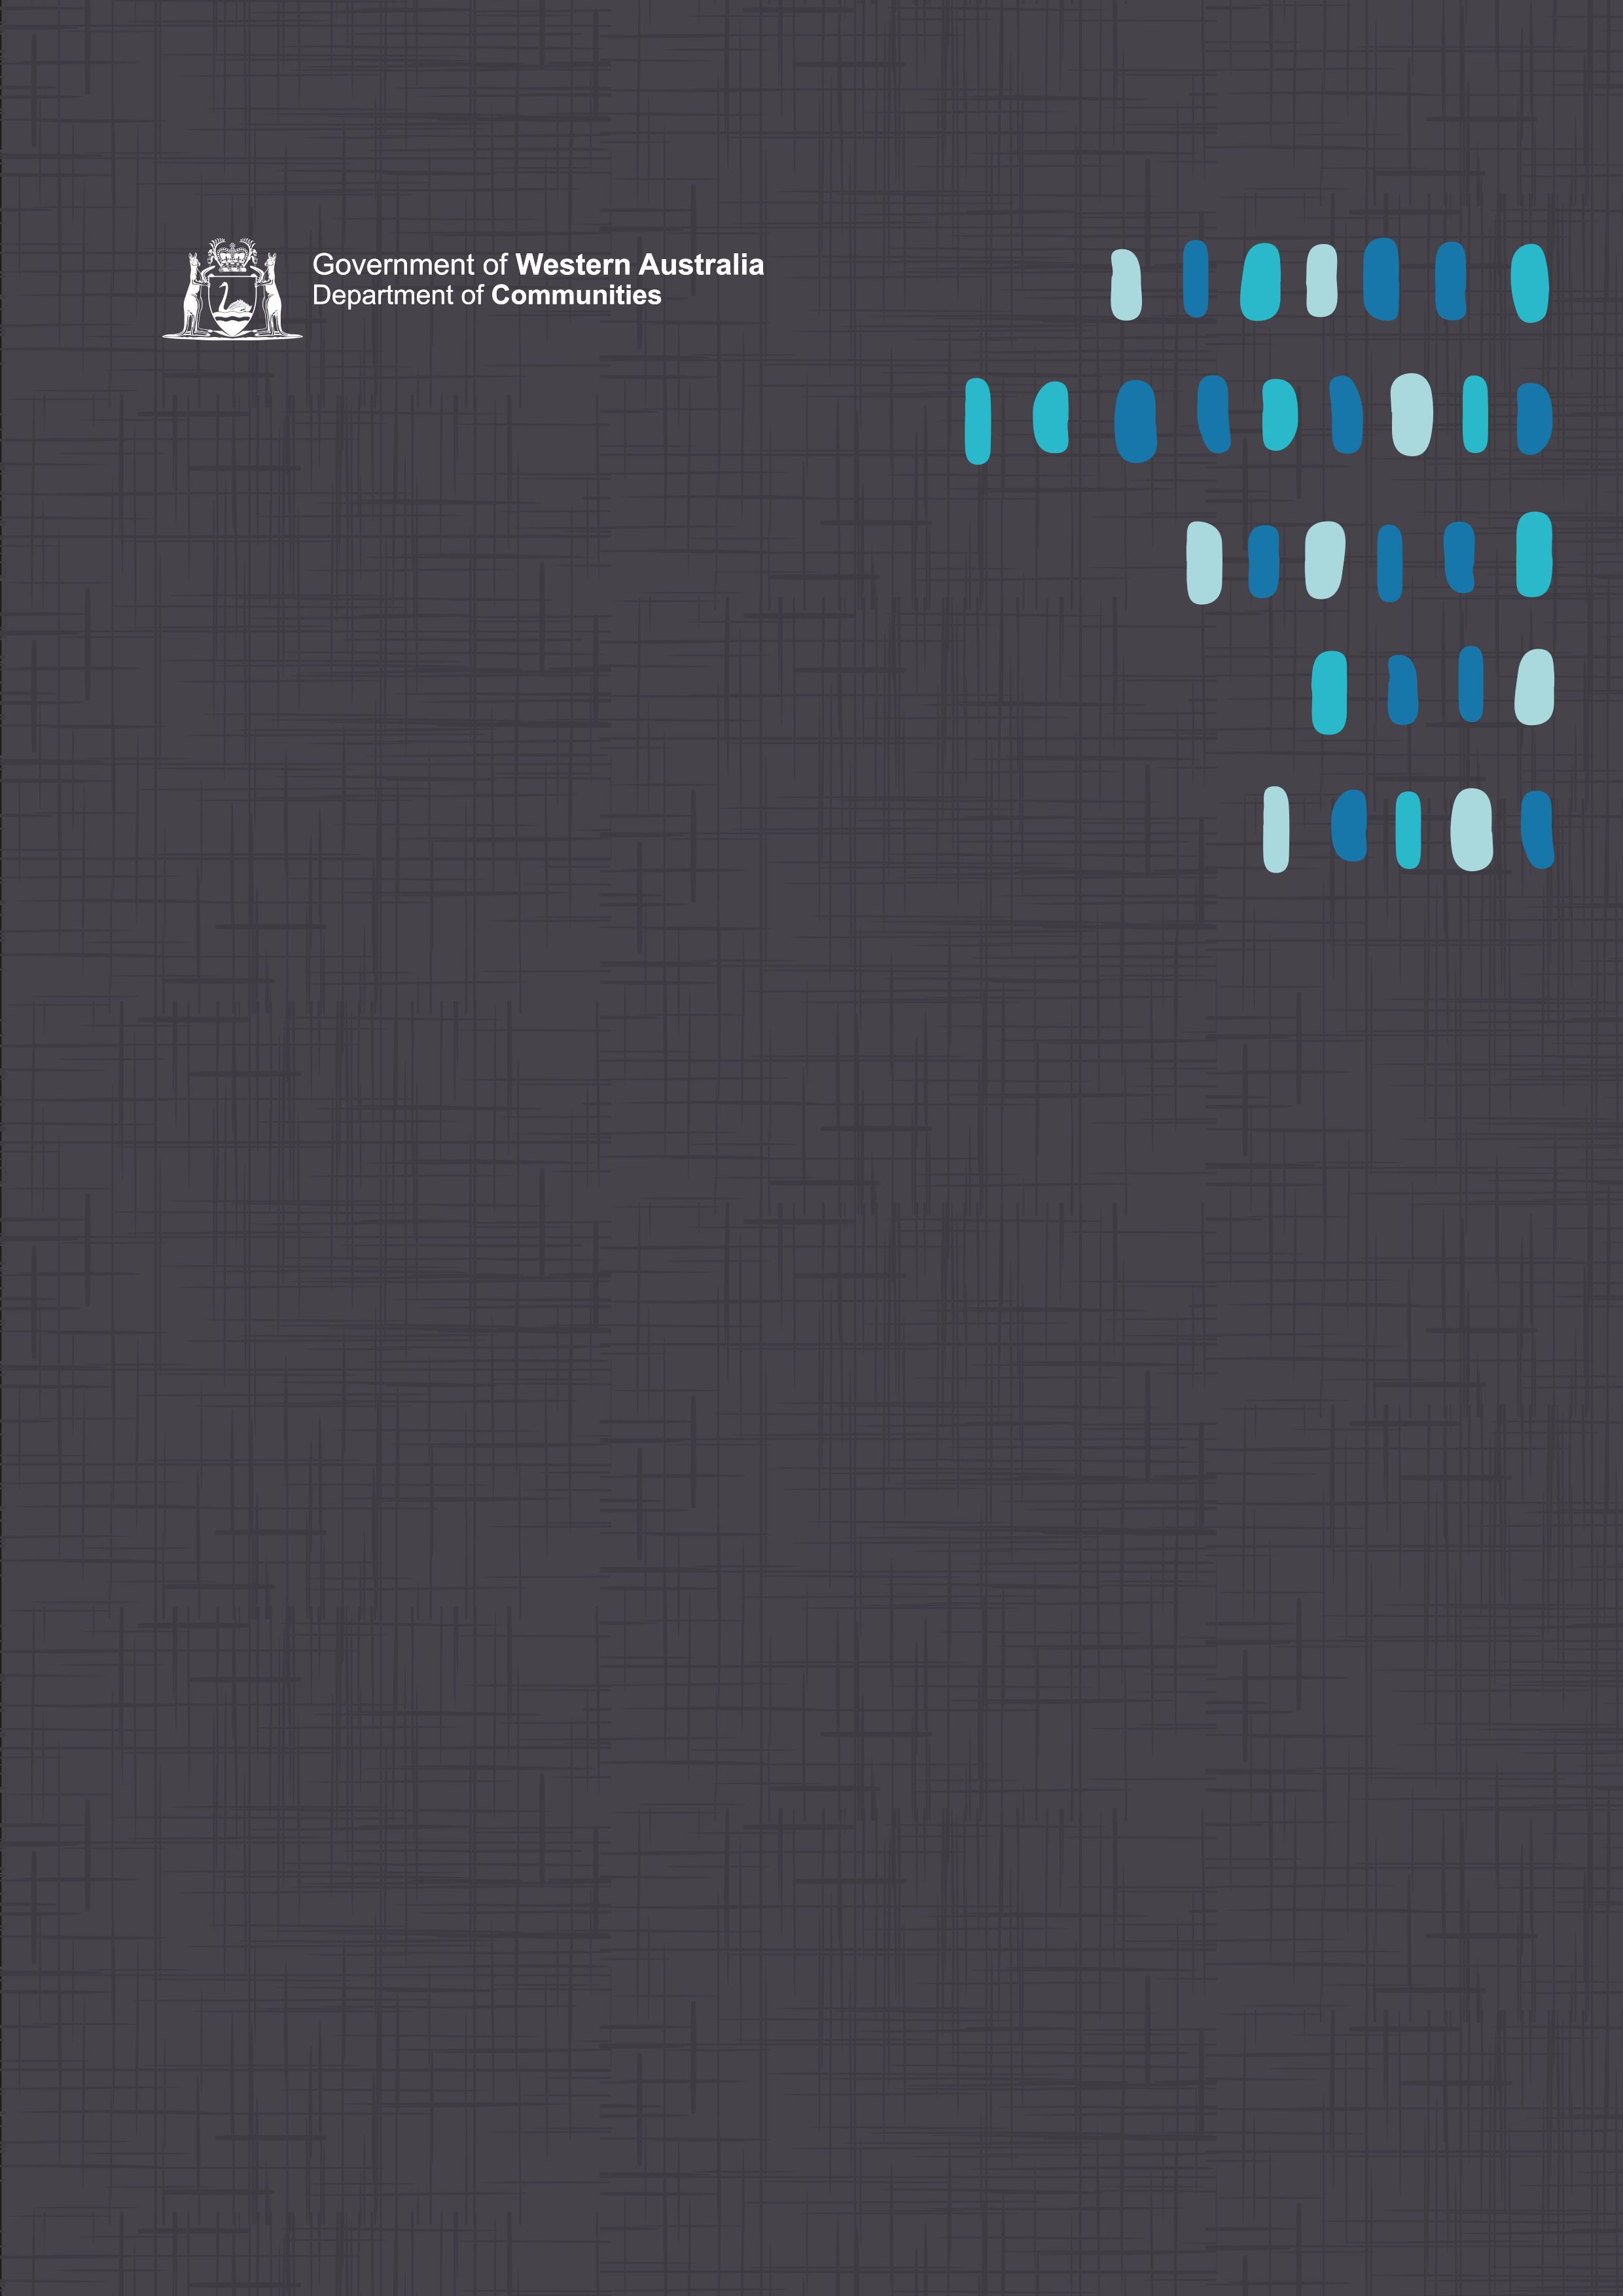 Government of Western Australia
Department of Communities